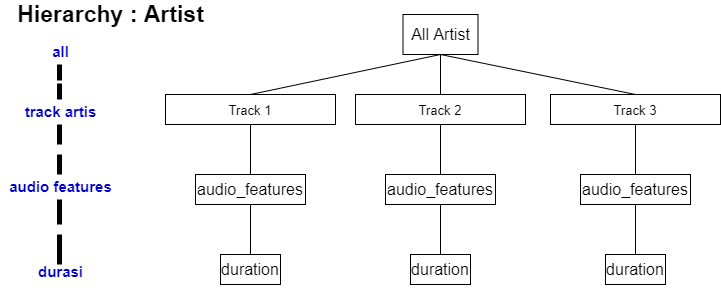 Hierarchy : Artist
All Artist
all
track artis
Track 1
Track 2
Track 3
audio features
audio_features
audio_features
audio_features
durasi
duration
duration
duration